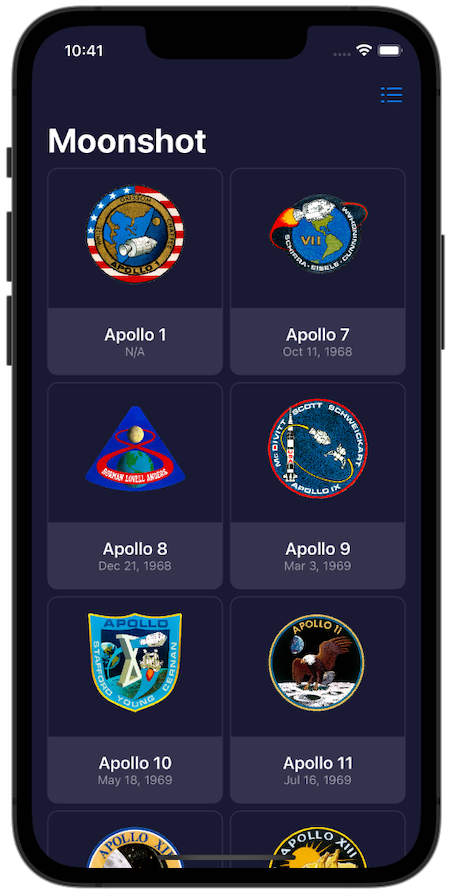 10:41
Moonshot
GRISSOM
WHITE
CHAFFEE
APOLLO 1
VII
SCHIRRA • EISELE • CUNNINGHAM
Apollo 1
Oct 11, 1968
N/A
Apollo 7
BORMAN LOVELL ANDERS
McDIVITT SCOTT SCHWEICKART
APOLLO IX
Apollo 8
Apollo 9
Dec 21, 1968
Mar 3, 1969
APOLLO
STAFFORD YOUNG CERNAN
APOLLO 11
Apollo 10
Apollo 11
May 18, 1969
Jul 16, 1969
APOLLO XII
APOLLO XIII